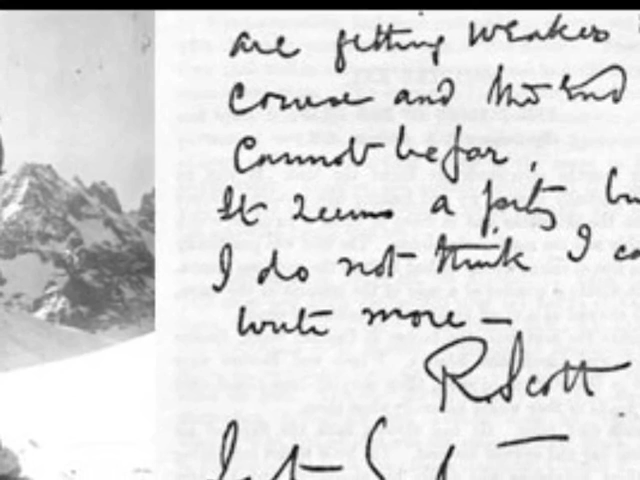 are getting weaker
course and the end
cannot be far.
It seems a pity
I do not think I
write more —
R. Scott